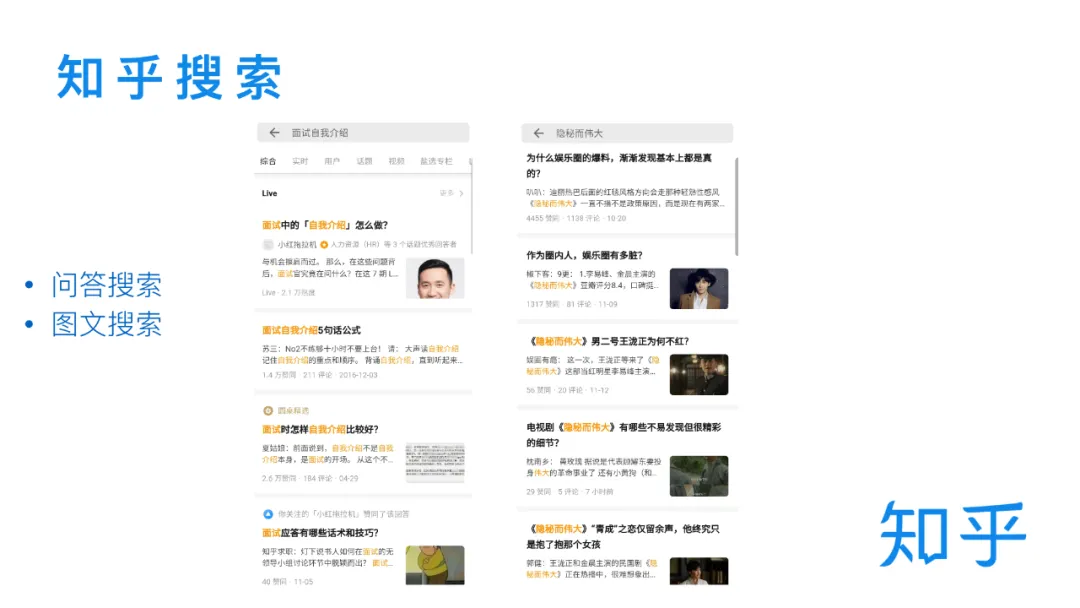 知乎搜索
问答搜索
图文搜索
面试自我介绍
综合 实时 用户 话题 视频 盐选专栏
Live 更多
面试中的「自我介绍」怎么做？
小红拖拉机 人力资源（HR）等 3 个话题优秀回答者
与机会擦肩而过。 那么，在这些问题背
后，面试官究竟在问什么？在这 7 期 L...
Live · 2.1 万热度
面试自我介绍5句话公式
苏三：No2不练够十小时不要上台！ 请： 大声读自我介绍
记住自我介绍的重点和顺序。 背诵自我介绍，直到听起来...
1.4 万赞同 · 211 评论 · 2016-12-03
圆桌精选
面试时怎样自我介绍比较好？
夏姑姐：前面说到，自我介绍不是自我
介绍本身，是面试的开场。 从这个不...
2.6 万赞同 · 184 评论 · 04-29
你关注的「小红拖拉机」赞同了该回答
面试应答有哪些话术和技巧？
知乎求职：灯下说书人如何在面试的无
领导小组讨论环节中脱颖而出？ 面试...
40 赞同 · 11-05
隐秘而伟大
为什么娱乐圈的爆料，渐渐发现基本上都是真
的？
叭叭：迪丽热巴后面的红毯风格方向会走那种轻熟性感风
《隐秘而伟大》一直不播不是政策原因，而是现在有两家...
4455 赞同 · 1138 评论 · 10-20
作为圈内人，娱乐圈有多脏？
榴下客：9更： 1.李易峰、金晨主演的
《隐秘而伟大》豆瓣评分8.4，口碑挺...
1317 赞同 · 81 评论 · 11-09
《隐秘而伟大》男二号王泷正为何不红？
娱画有癮： 这一次，王泷正等来了《隐
秘而伟大》这部当红明星李易峰主演...
56 赞同 · 20 评论 · 11-12
电视剧《隐秘而伟大》有哪些不易发现但很精彩
的细节？
枕雨乡： 黄玫瑰 据说是代表顾耀东要投
身伟大的革命事业了 还有小黄狗（和...
29 赞同 · 5 评论 · 7 小时前
《隐秘而伟大》“青成”之恋仅留余声，他终究只
是抱了抱那个女孩
郭健：王泷正和金晨主演的民国剧《隐
秘而伟大》正在热播中，很难想象出...
知乎